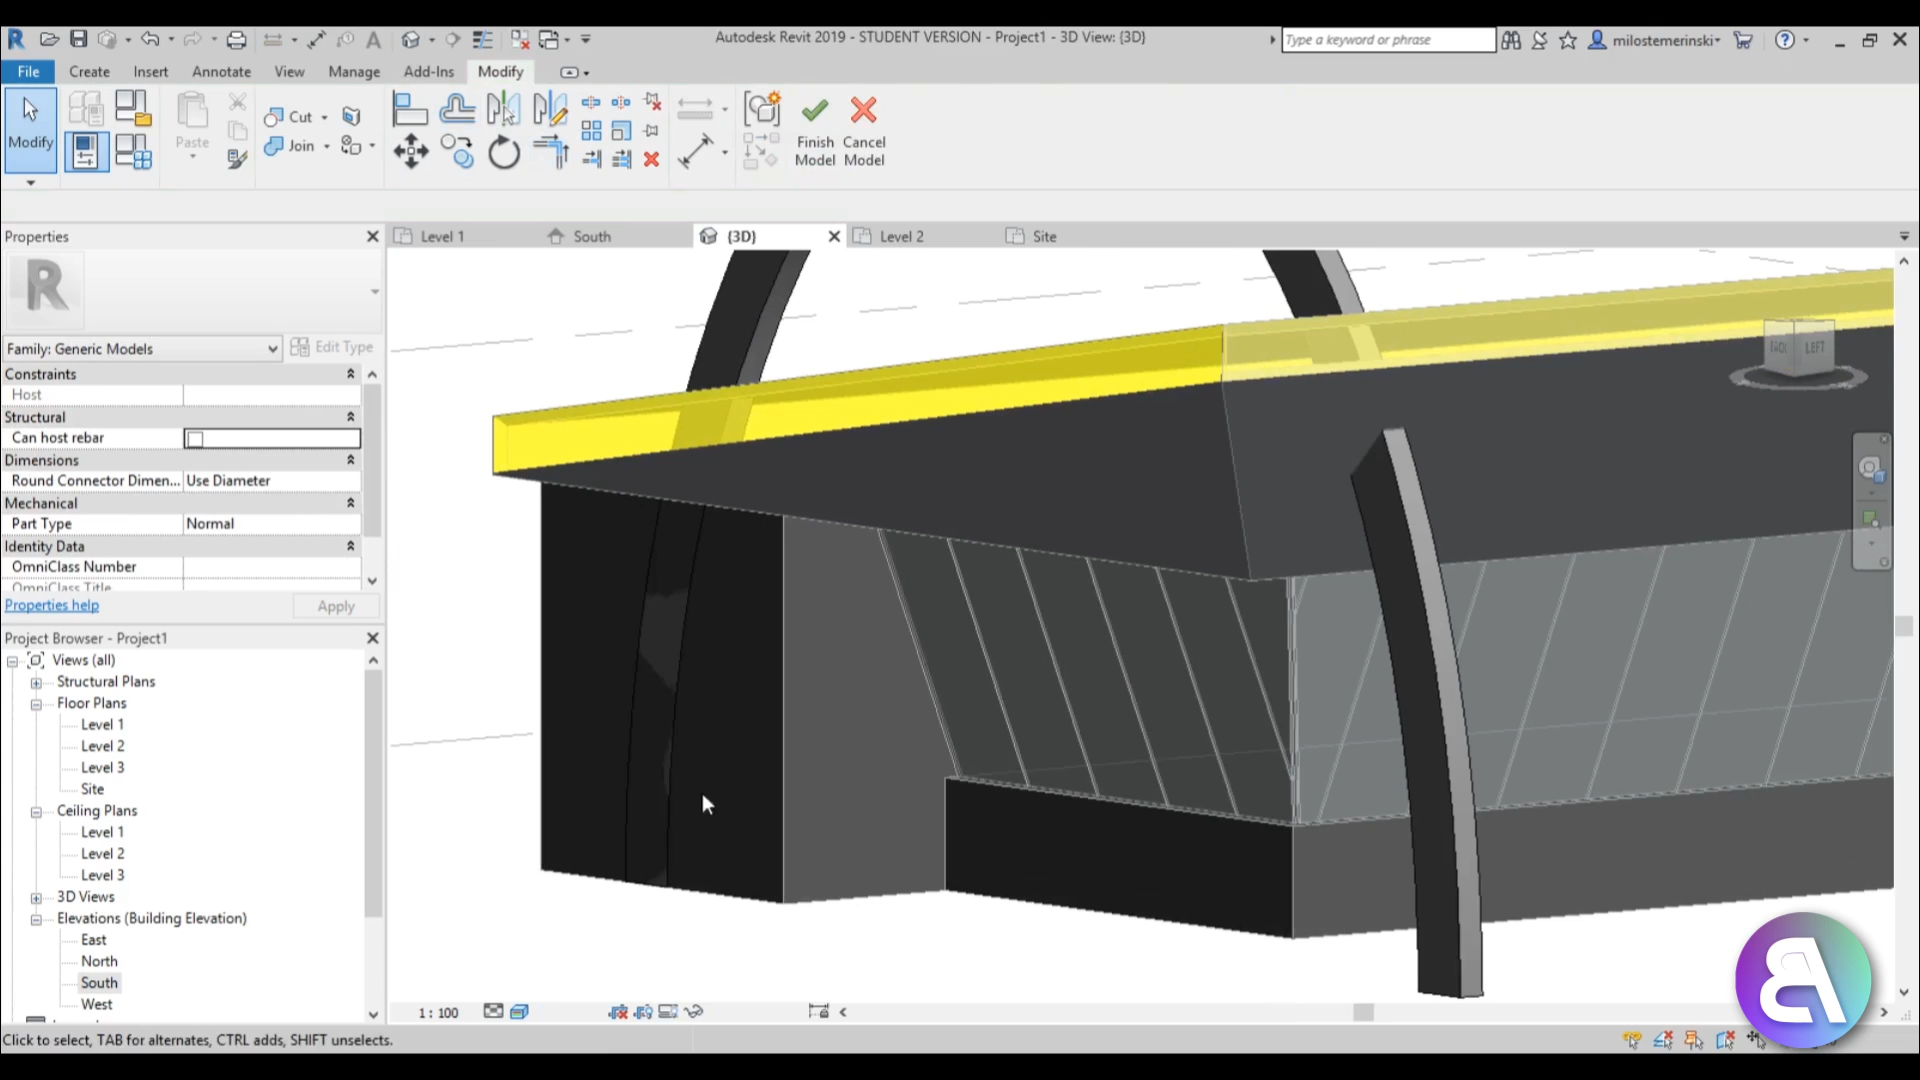 Autodesk Revit 2019 - STUDENT VERSION - Project1 - 3D View: {3D}
Type a keyword or phrase
milostemerinski
File Create Insert Annotate View Manage Add-Ins Modify
Modify
Paste
Cut
Join
Finish Model
Cancel Model
Properties
Level 1
South
{3D}
Level 2
Site
R
Family: Generic Models
Edit Type
Constraints
Host
Structural
Can host rebar
Dimensions
Round Connector Dimen... Use Diameter
Mechanical
Part Type Normal
Identity Data
OmniClass Number
OmniClass Title
Properties help
Apply
BACK LEFT
Project Browser - Project1
Views (all)
Structural Plans
Floor Plans
Level 1
Level 2
Level 3
Site
Ceiling Plans
Level 1
Level 2
Level 3
3D Views
Elevations (Building Elevation)
East
North
South
West
1 : 100
Click to select, TAB for alternates, CTRL adds, SHIFT unselects.